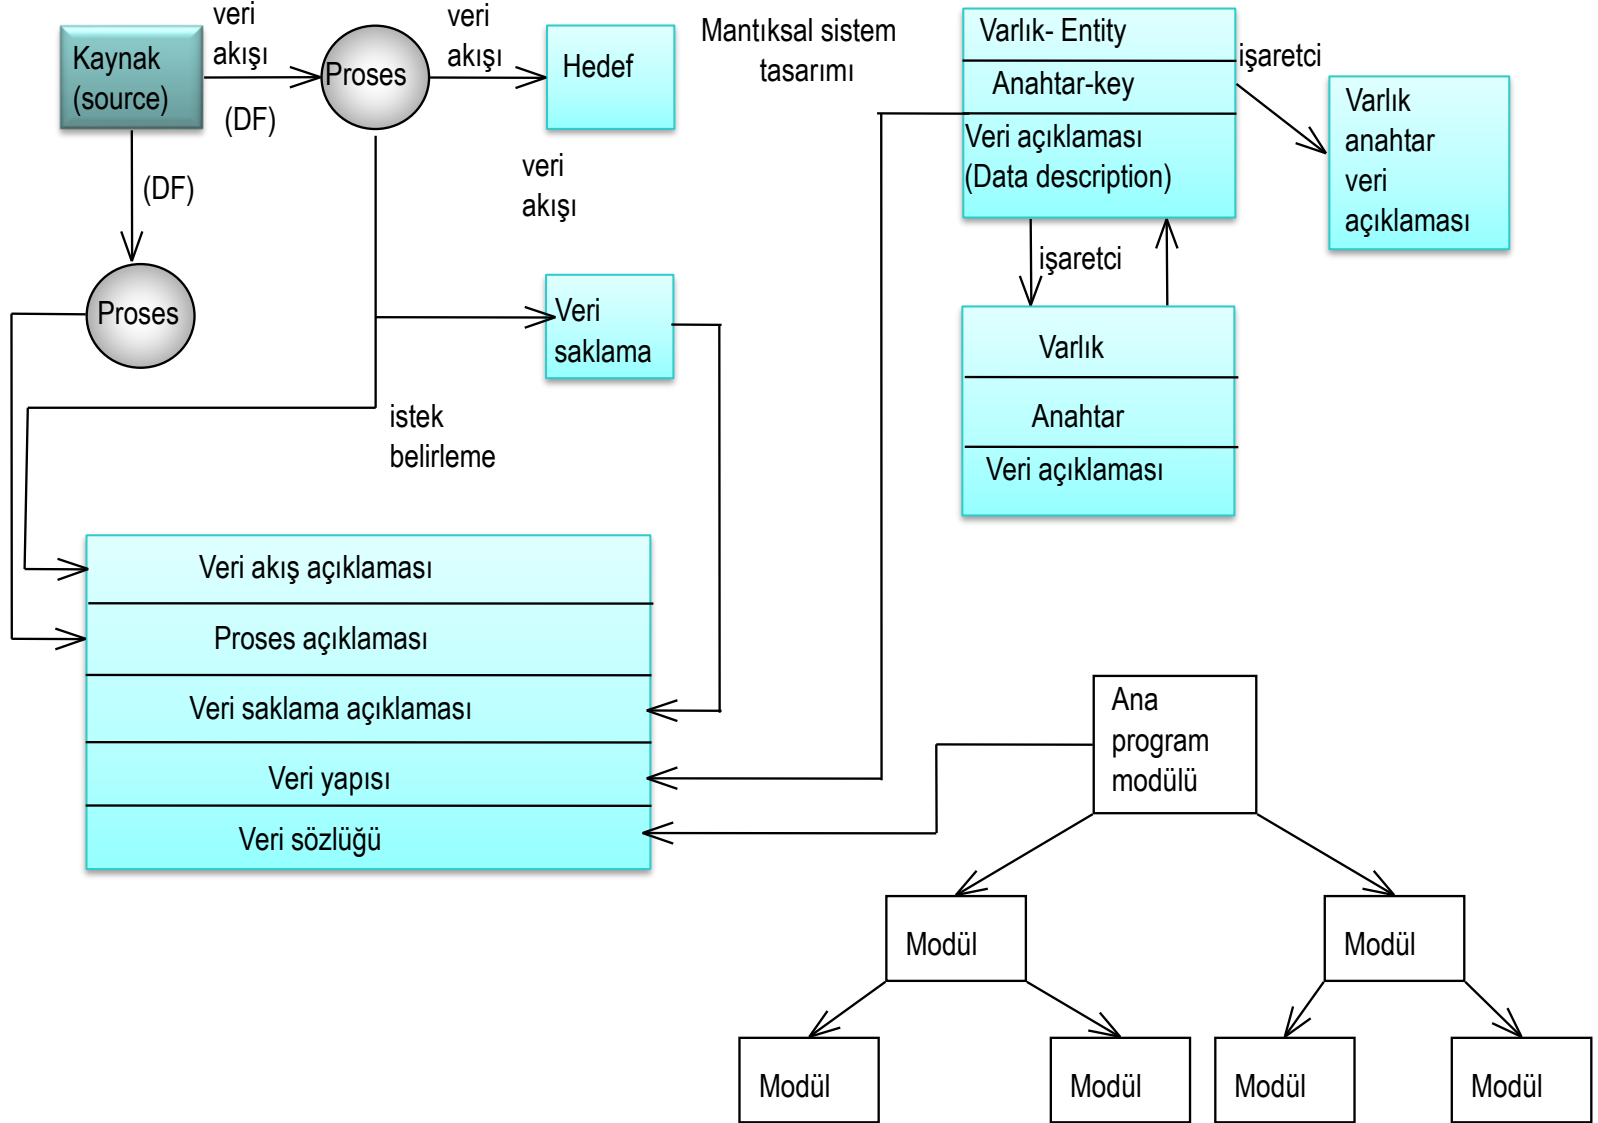 veri
akışı
Kaynak
(source)
(DF)
Proses
veri
akışı
Hedef
veri
akışı
(DF)
Proses
Veri
saklama
istek
belirleme
Mantıksal sistem
tasarımı
Varlık- Entity
Anahtar-key
Veri açıklaması
(Data description)
işaretci
Varlık
anahtar
veri
açıklaması
işaretci
Varlık
Anahtar
Veri açıklaması
Veri akış açıklaması
Proses açıklaması
Veri saklama açıklaması
Veri yapısı
Veri sözlüğü
Ana
program
modülü
Modül
Modül
Modül
Modül
Modül
Modül